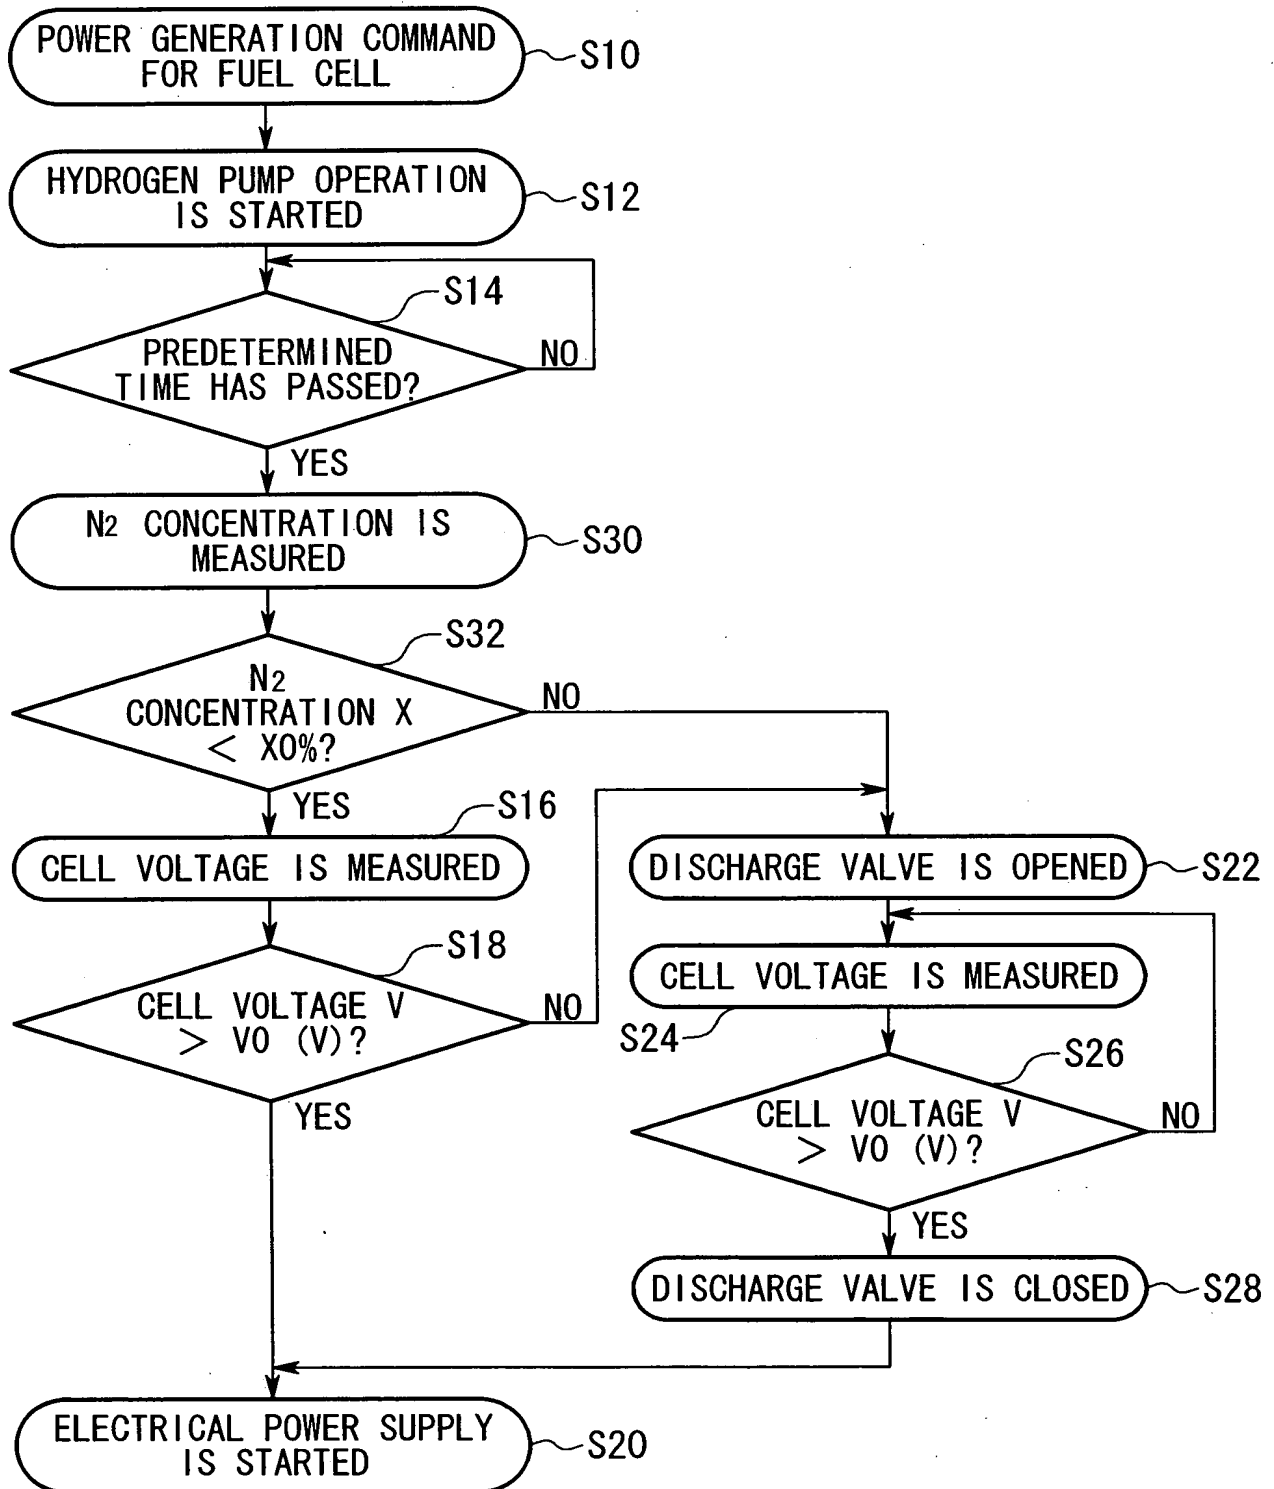 POWER GENERATION COMMAND
FOR FUEL CELL
S10
HYDROGEN PUMP OPERATION
IS STARTED
S12
S14
PREDETERMINED
TIME HAS PASSED?
NO
YES
N2 CONCENTRATION IS
MEASURED
S30
S32
N2
CONCENTRATION X
< X0%?
NO
YES
S16
CELL VOLTAGE IS MEASURED
S18
CELL VOLTAGE V
> V0 (V)?
NO
YES
DISCHARGE VALVE IS OPENED
S22
CELL VOLTAGE IS MEASURED
S24
S26
CELL VOLTAGE V
> V0 (V)?
NO
YES
DISCHARGE VALVE IS CLOSED
S28
ELECTRICAL POWER SUPPLY
IS STARTED
S20